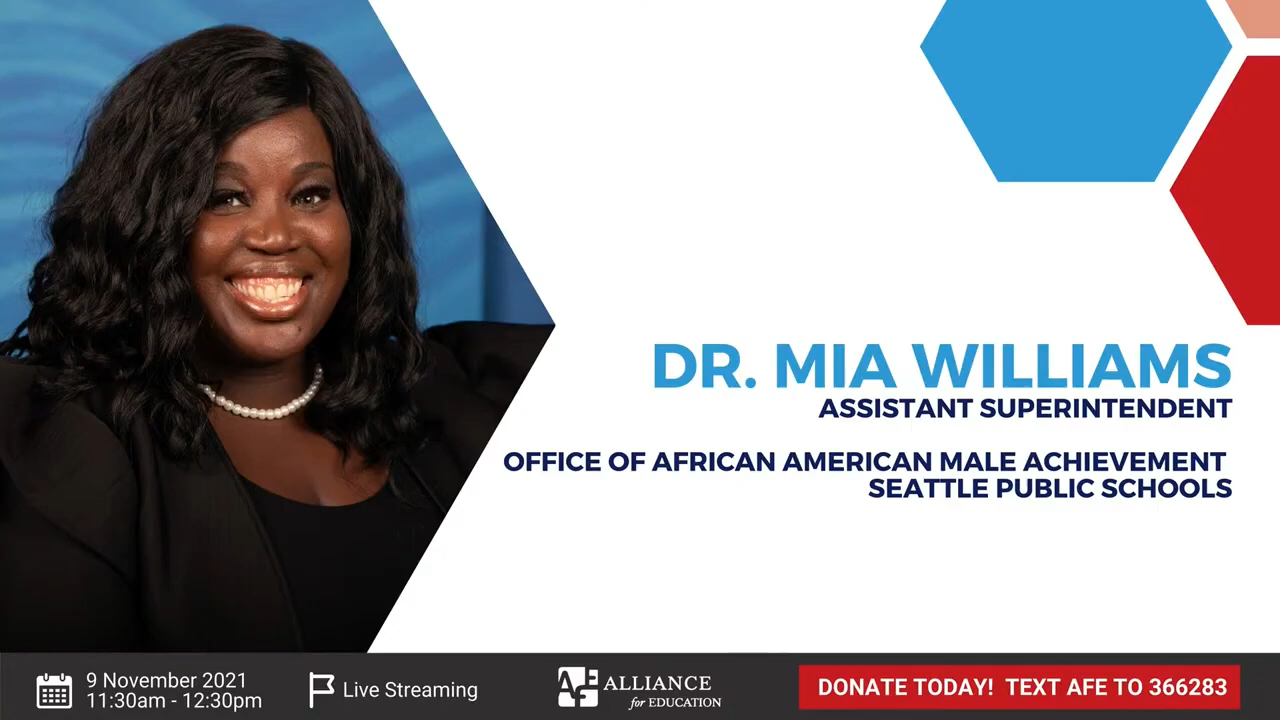 DR. MIA WILLIAMS
ASSISTANT SUPERINTENDENT
OFFICE OF AFRICAN AMERICAN MALE ACHIEVEMENT
SEATTLE PUBLIC SCHOOLS
9 November 2021
11:30am - 12:30pm
Live Streaming
AFE
ALLIANCE
for EDUCATION
DONATE TODAY! TEXT AFE TO 366283